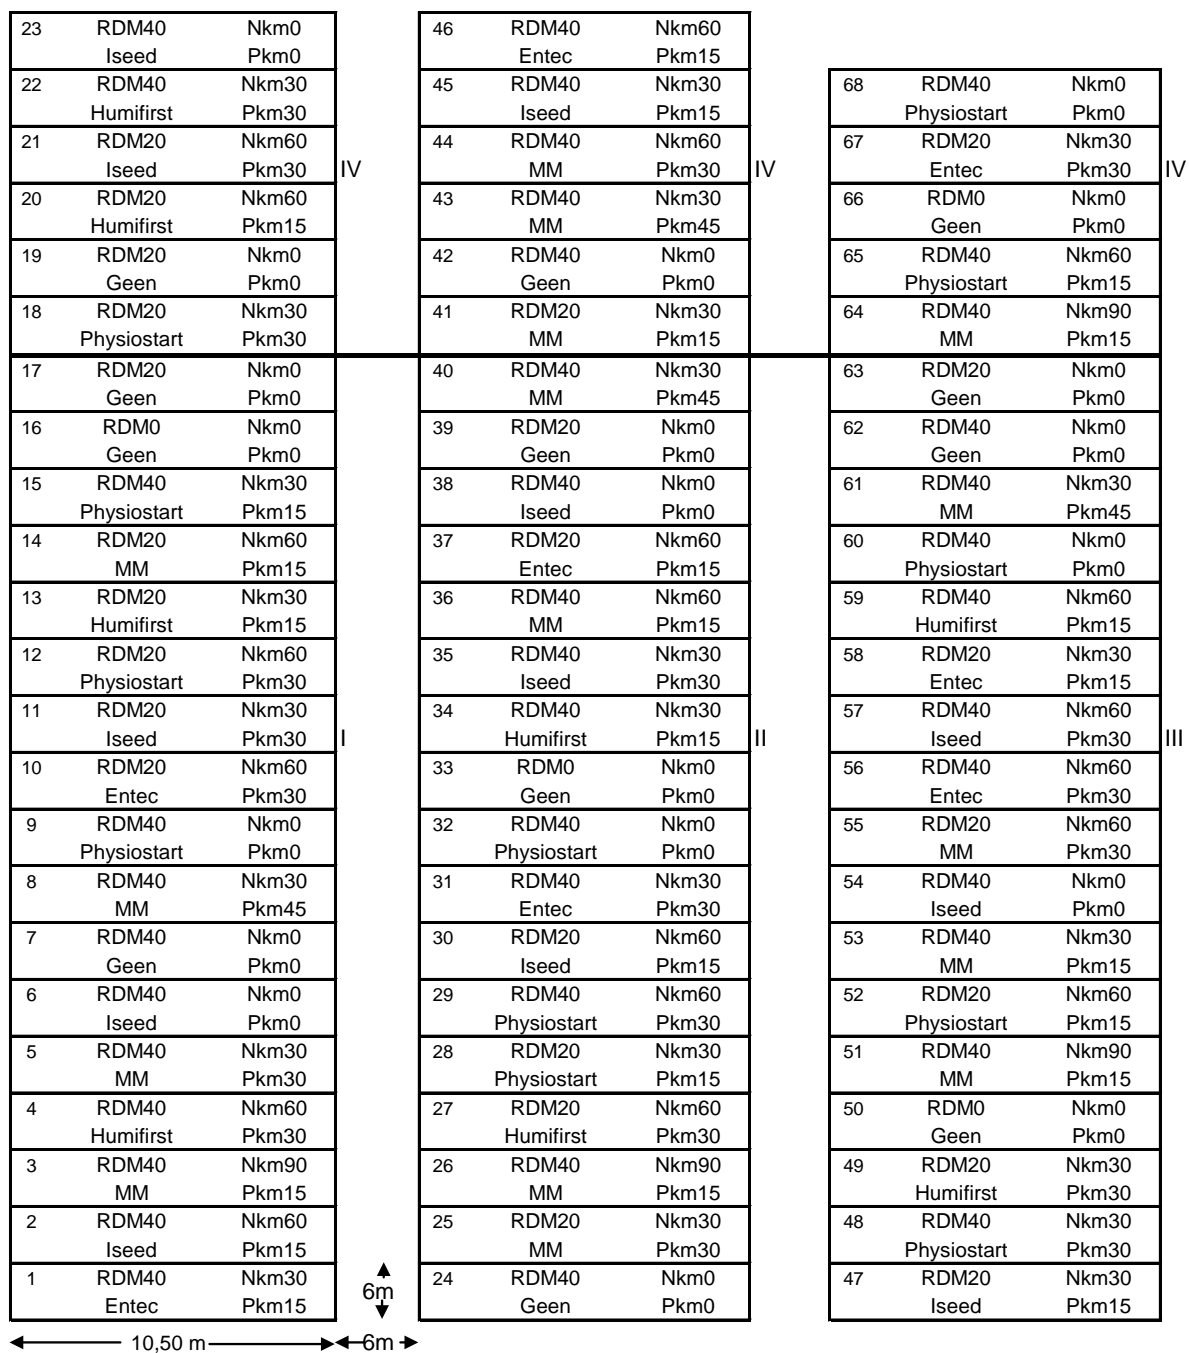 23 RDM40 Nkm0 46 RDM40 Nkm60
Iseed Pkm0 Entec Pkm15
22 RDM40 Nkm30 45 RDM40 Nkm30 68 RDM40 Nkm0
Humifirst Pkm30 Iseed Pkm15 Physiostart Pkm0
21 RDM20 Nkm60 44 RDM40 Nkm60 67 RDM20 Nkm30
Iseed Pkm30 IV MM Pkm30 IV Entec Pkm30 IV
20 RDM20 Nkm60 43 RDM40 Nkm30 66 RDM0 Nkm0
Humifirst Pkm15 MM Pkm45 Geen Pkm0
19 RDM20 Nkm0 42 RDM40 Nkm0 65 RDM40 Nkm60
Geen Pkm0 Geen Pkm0 Physiostart Pkm15
18 RDM20 Nkm30 41 RDM20 Nkm30 64 RDM40 Nkm90
Physiostart Pkm30 MM Pkm15 MM Pkm15
17 RDM20 Nkm0 40 RDM40 Nkm30 63 RDM20 Nkm0
Geen Pkm0 MM Pkm45 Geen Pkm0
16 RDM0 Nkm0 39 RDM20 Nkm0 62 RDM40 Nkm0
Geen Pkm0 Geen Pkm0 Geen Pkm0
15 RDM40 Nkm30 38 RDM40 Nkm0 61 RDM40 Nkm30
Physiostart Pkm15 Iseed Pkm0 MM Pkm45
14 RDM20 Nkm60 37 RDM20 Nkm60 60 RDM40 Nkm0
MM Pkm15 Entec Pkm15 Physiostart Pkm0
13 RDM20 Nkm30 36 RDM40 Nkm60 59 RDM40 Nkm60
Humifirst Pkm15 MM Pkm15 Humifirst Pkm15
12 RDM20 Nkm60 35 RDM40 Nkm30 58 RDM20 Nkm30
Physiostart Pkm30 Iseed Pkm30 Entec Pkm15
11 RDM20 Nkm30 34 RDM40 Nkm30 57 RDM40 Nkm60
Iseed Pkm30 I Humifirst Pkm15 II Iseed Pkm30 III
10 RDM20 Nkm60 33 RDM0 Nkm0 56 RDM40 Nkm60
Entec Pkm30 Geen Pkm0 Entec Pkm30
9 RDM40 Nkm0 32 RDM40 Nkm0 55 RDM20 Nkm60
Physiostart Pkm0 Physiostart Pkm0 MM Pkm30
8 RDM40 Nkm30 31 RDM40 Nkm30 54 RDM40 Nkm0
MM Pkm45 Entec Pkm30 Iseed Pkm0
7 RDM40 Nkm0 30 RDM20 Nkm60 53 RDM40 Nkm30
Geen Pkm0 Iseed Pkm15 MM Pkm15
6 RDM40 Nkm0 29 RDM40 Nkm60 52 RDM20 Nkm60
Iseed Pkm0 Physiostart Pkm30 Physiostart Pkm15
5 RDM40 Nkm30 28 RDM20 Nkm30 51 RDM40 Nkm90
MM Pkm30 Physiostart Pkm15 MM Pkm15
4 RDM40 Nkm60 27 RDM20 Nkm60 50 RDM0 Nkm0
Humifirst Pkm30 Humifirst Pkm30 Geen Pkm0
3 RDM40 Nkm90 26 RDM40 Nkm90 49 RDM20 Nkm30
MM Pkm15 MM Pkm15 Humifirst Pkm30
2 RDM40 Nkm60 25 RDM20 Nkm30 48 RDM40 Nkm30
Iseed Pkm15 MM Pkm30 Physiostart Pkm30
1 RDM40 Nkm30 6m 24 RDM40 Nkm0 47 RDM20 Nkm30
Entec Pkm15 Geen Pkm0 Iseed Pkm15
10,50 m 6m